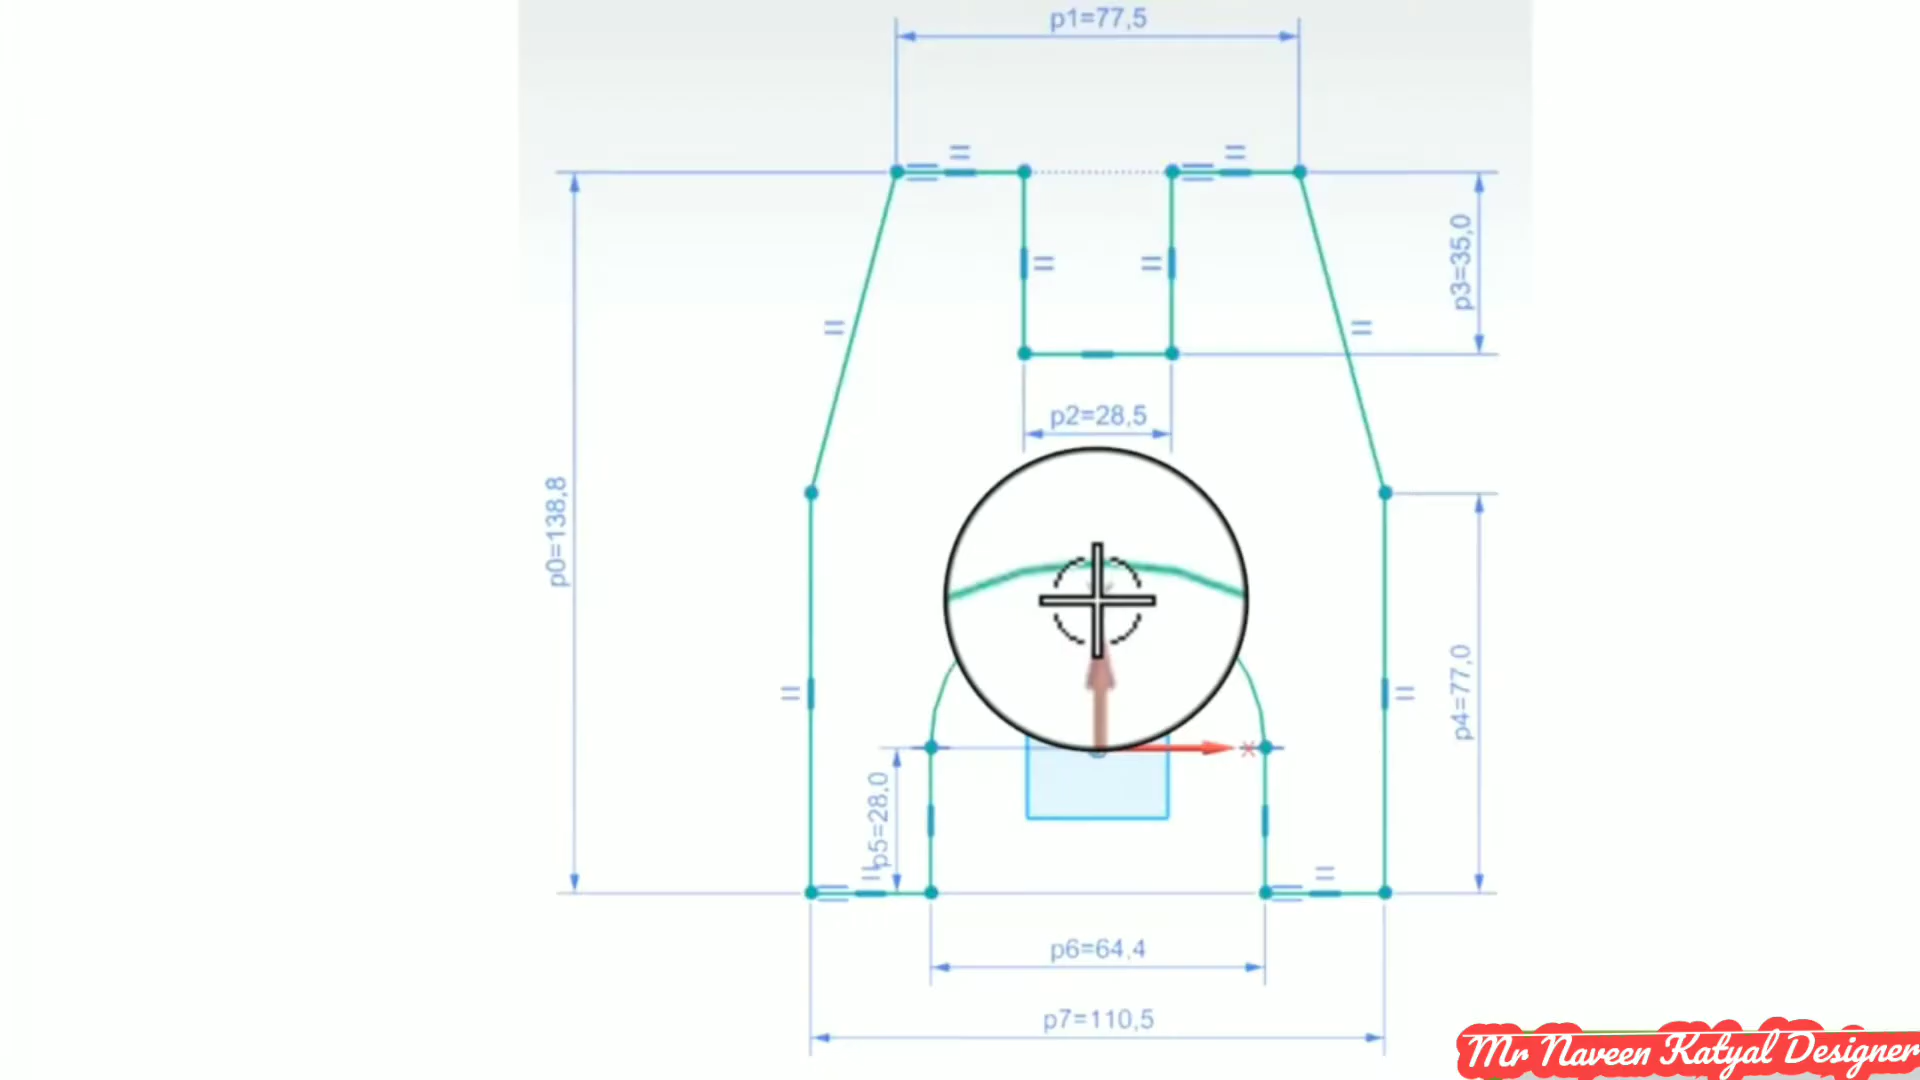 p1=77,5
p3=35,0
p2=28,5
p0=138,8
p4=77,0
X
p5=28,0
p6=64,4
p7=110,5
Mr Naveen Katyal Designer